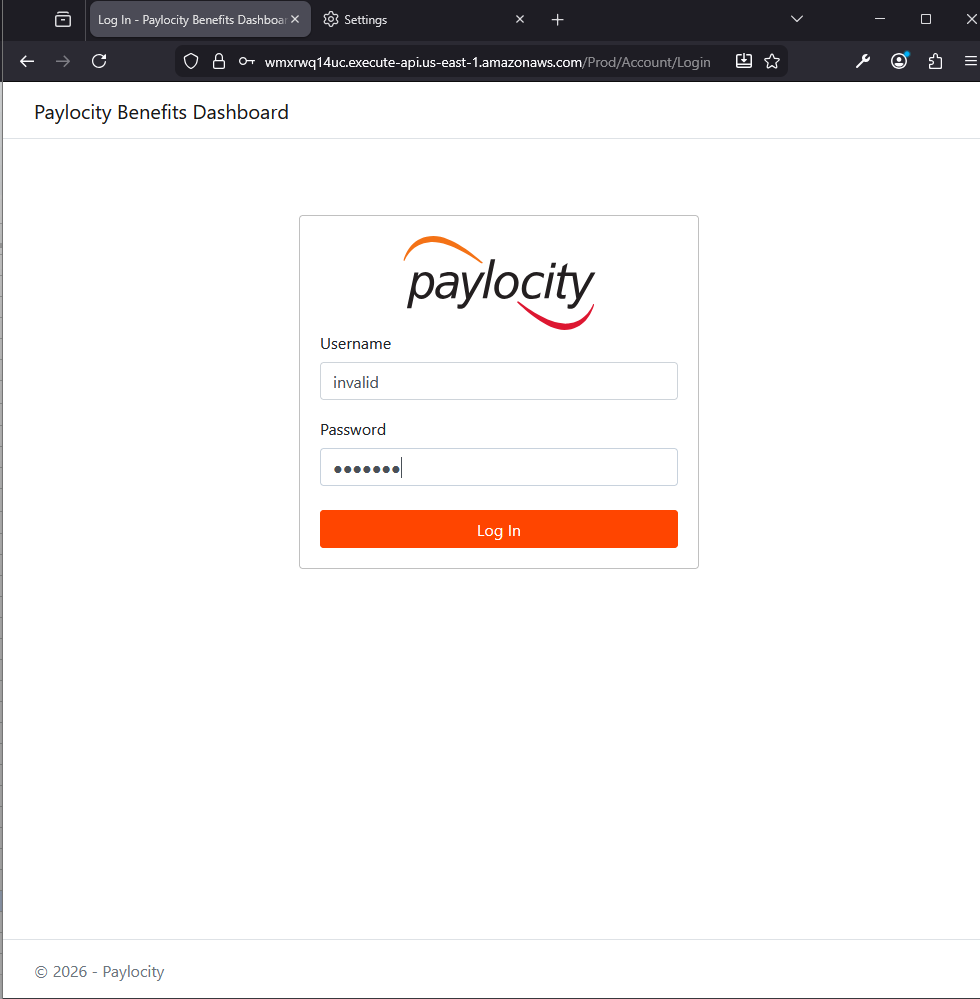 Log In - Paylocity Benefits Dashboa
Settings
wmxrwq14uc.execute-api.us-east-1.amazonaws.com/Prod/Account/Login
Paylocity Benefits Dashboard
paylocity
Username
invalid
Password
●●●●●●●
Log In
© 2026 - Paylocity